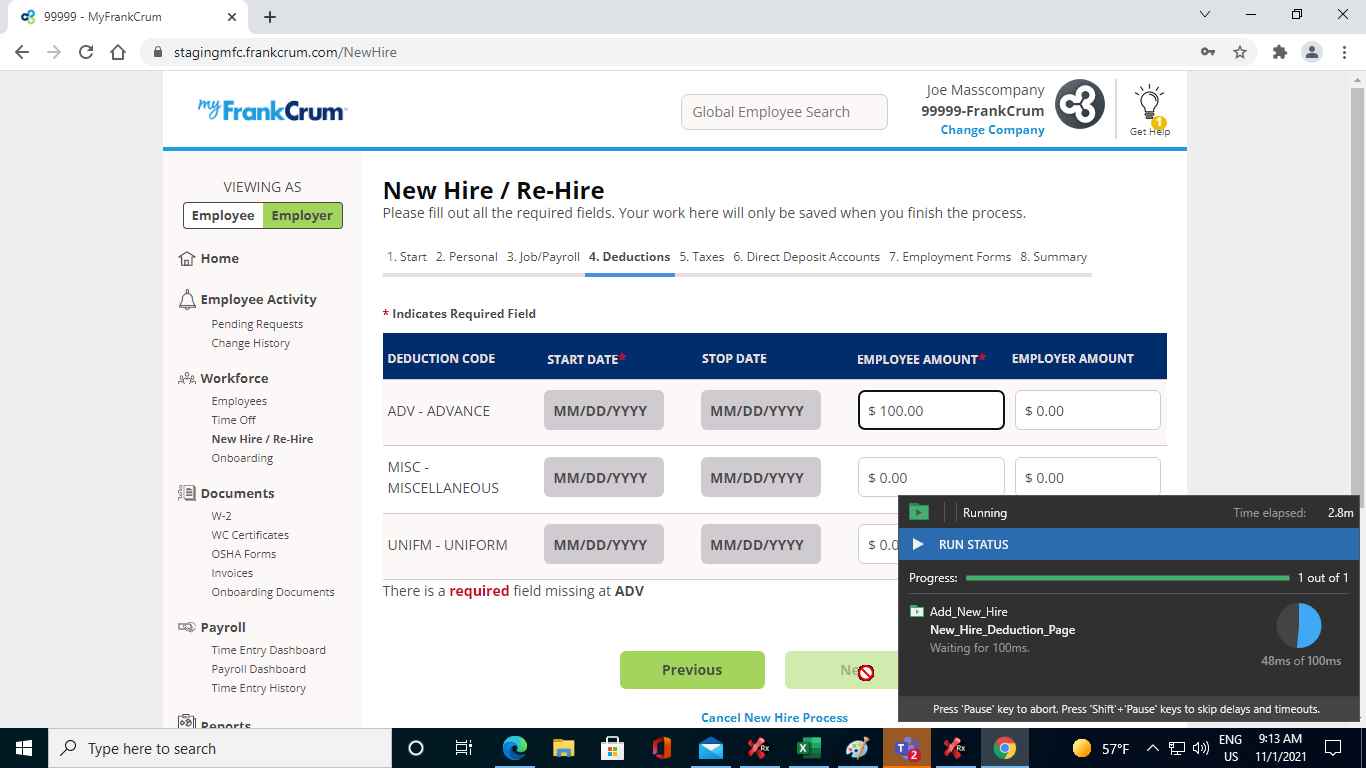 99999 - MyFrankCrum
stagingmfc.frankcrum.com/NewHire
my FrankCrum
Global Employee Search
Joe Masscompany
99999-FrankCrum
Change Company
1
Get Help
VIEWING AS
Employee Employer
Home
Employee Activity
Pending Requests
Change History
Workforce
Employees
Time Off
New Hire / Re-Hire
Onboarding
Documents
W-2
WC Certificates
OSHA Forms
Invoices
Onboarding Documents
Payroll
Time Entry Dashboard
Payroll Dashboard
Time Entry History
Reports
New Hire / Re-Hire
Please fill out all the required fields. Your work here will only be saved when you finish the process.
1. Start 2. Personal 3. Job/Payroll 4. Deductions 5. Taxes 6. Direct Deposit Accounts 7. Employment Forms 8. Summary
* Indicates Required Field
DEDUCTION CODE START DATE* STOP DATE EMPLOYEE AMOUNT* EMPLOYER AMOUNT
ADV - ADVANCE MM/DD/YYYY MM/DD/YYYY $ 100.00 $ 0.00
MISC -
MISCELLANEOUS MM/DD/YYYY MM/DD/YYYY $ 0.00 $ 0.00
UNIFM - UNIFORM MM/DD/YYYY MM/DD/YYYY $ 0.0
There is a required field missing at ADV
Previous Ne
Cancel New Hire Process
Running Time elapsed: 2.8m
RUN STATUS
Progress: 1 out of 1
Add_New_Hire
New_Hire_Deduction_Page
Waiting for 100ms.
48ms of 100ms
Press 'Pause' key to abort. Press 'Shift'+'Pause' keys to skip delays and timeouts.
Type here to search
2
57°F
ENG
US
9:13 AM
11/1/2021